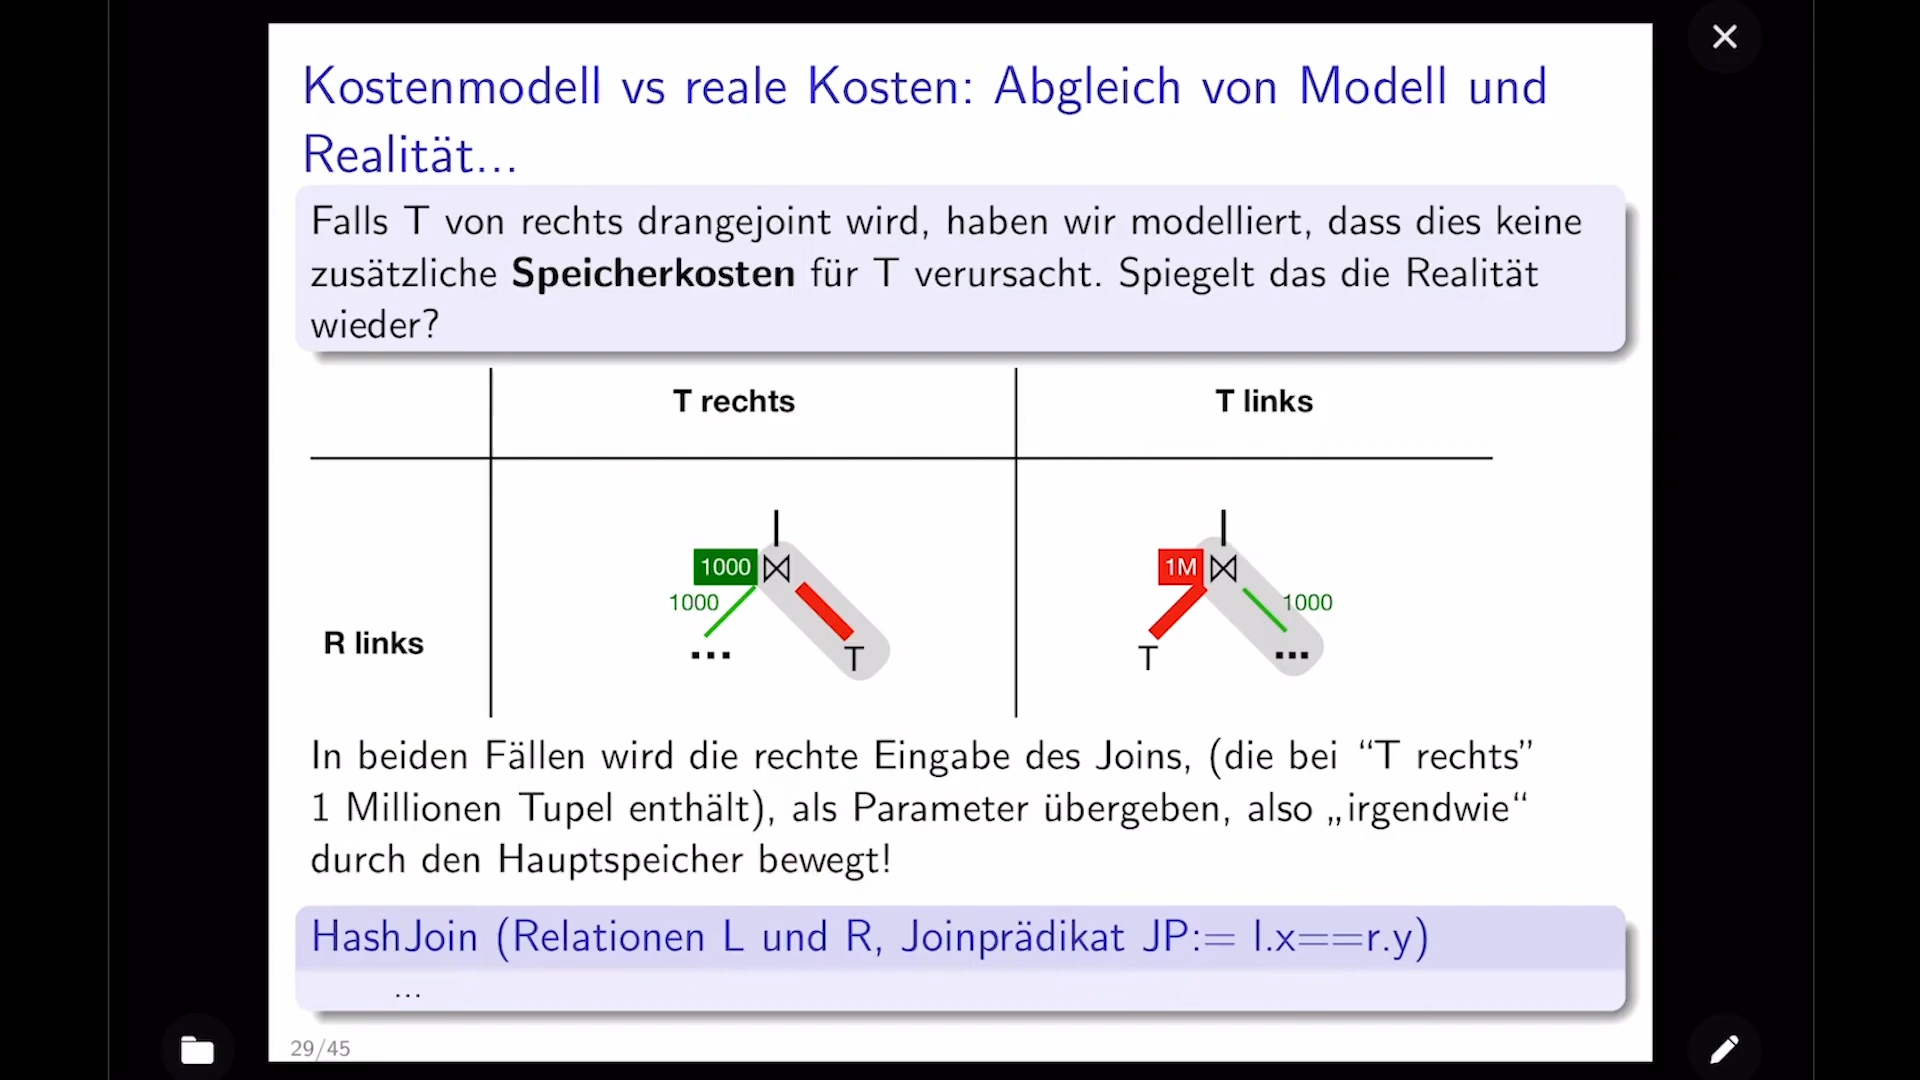 Kostenmodell vs reale Kosten: Abgleich von Modell und
Realität...
Falls T von rechts drangejoint wird, haben wir modelliert, dass dies keine
zusätzliche Speicherkosten für T verursacht. Spiegelt das die Realität
wieder?
T rechts
T links
R links
1000
1000
...
T
1M
1000
T
...
In beiden Fällen wird die rechte Eingabe des Joins, (die bei “T rechts”
1 Millionen Tupel enthält), als Parameter übergeben, also „irgendwie“
durch den Hauptspeicher bewegt!
HashJoin (Relationen L und R, Joinprädikat JP:= l.x==r.y)
...
29/45